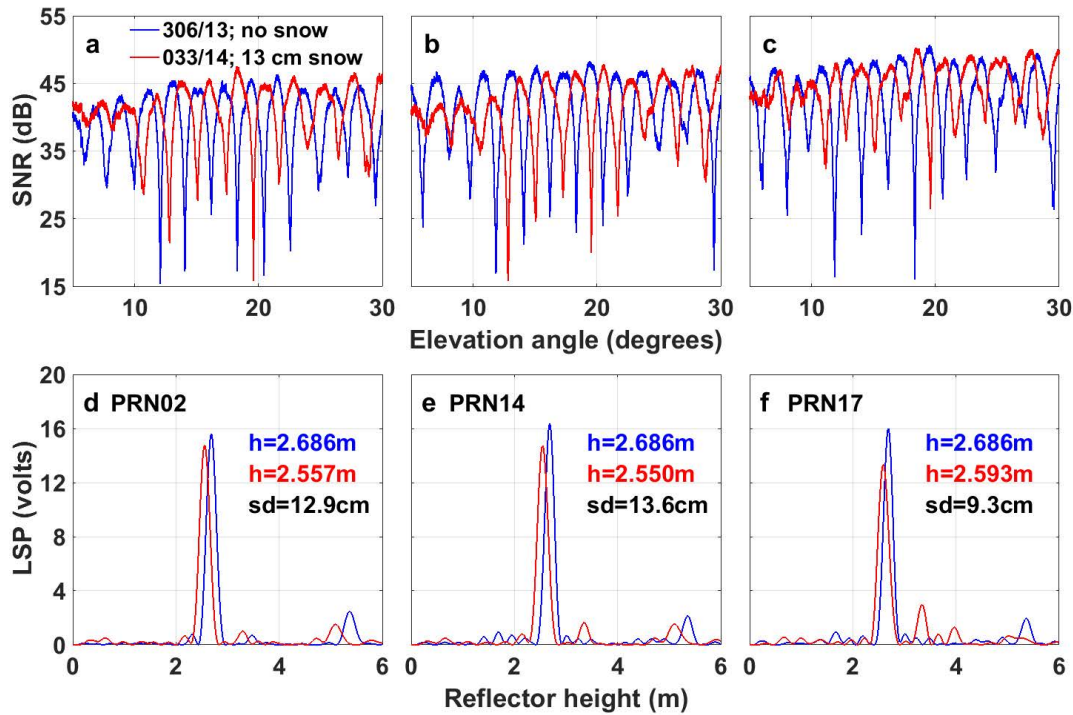 a
306/13; no snow
033/14; 13 cm snow
b
c
55
45
35
25
15
SNR (dB)
10
20
30
10
20
30
10
20
30
Elevation angle (degrees)
d PRN02
h=2.686m
h=2.557m
sd=12.9cm
e PRN14
h=2.686m
h=2.550m
sd=13.6cm
f PRN17
h=2.686m
h=2.593m
sd=9.3cm
20
16
12
8
4
0
LSP (volts)
0
2
4
6
0
2
4
6
0
2
4
6
Reflector height (m)